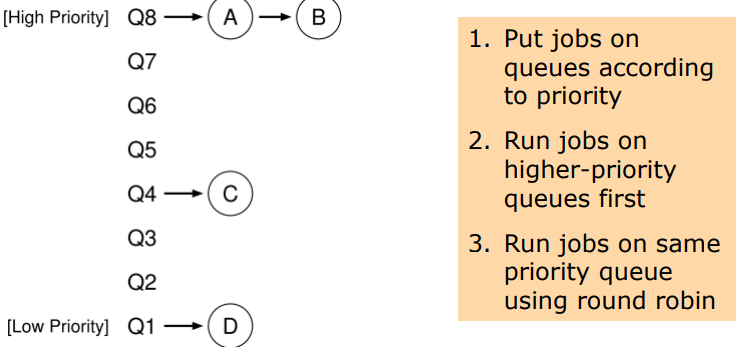 [High Priority] Q8 A B
Q7
Q6
Q5
Q4 C
Q3
Q2
[Low Priority] Q1 D
1. Put jobs on
queues according
to priority
2. Run jobs on
higher-priority
queues first
3. Run jobs on same
priority queue
using round robin